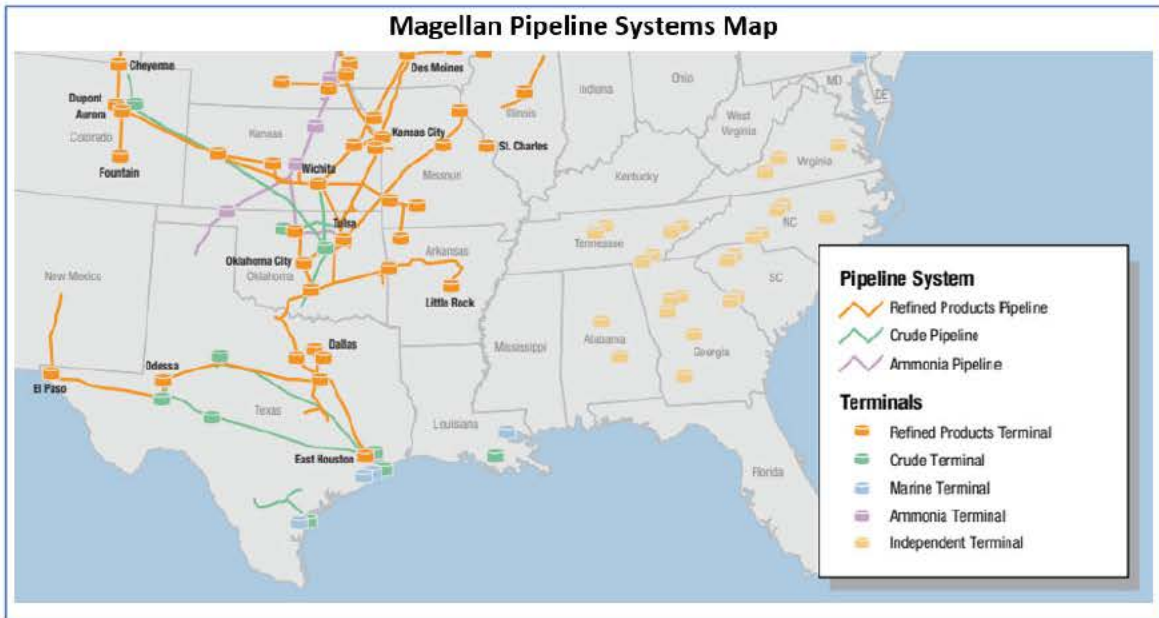 Magellan Pipeline Systems Map
Cheyenne
Des Moines
Ohio
MD
DE
Indiana
Dupont
Aurora
Illinois
West
Virginia
Colorado
Kansas
Kansas City
St. Charles
Virginia
Fountain
Wichita
Missouri
Kentucky
Tulsa
NC
Tennessee
Oklahoma City
Oklahoma
Arkansas
New Mexico
Little Rock
SC
Mississippi
Alabama
Georgia
Dallas
Odessa
El Paso
Texas
Louisiana
East Houston
Florida
Pipeline System
Refined Products Pipeline
Crude Pipeline
Ammonia Pipeline
Terminals
Refined Products Terminal
Crude Terminal
Marine Terminal
Ammonia Terminal
Independent Terminal